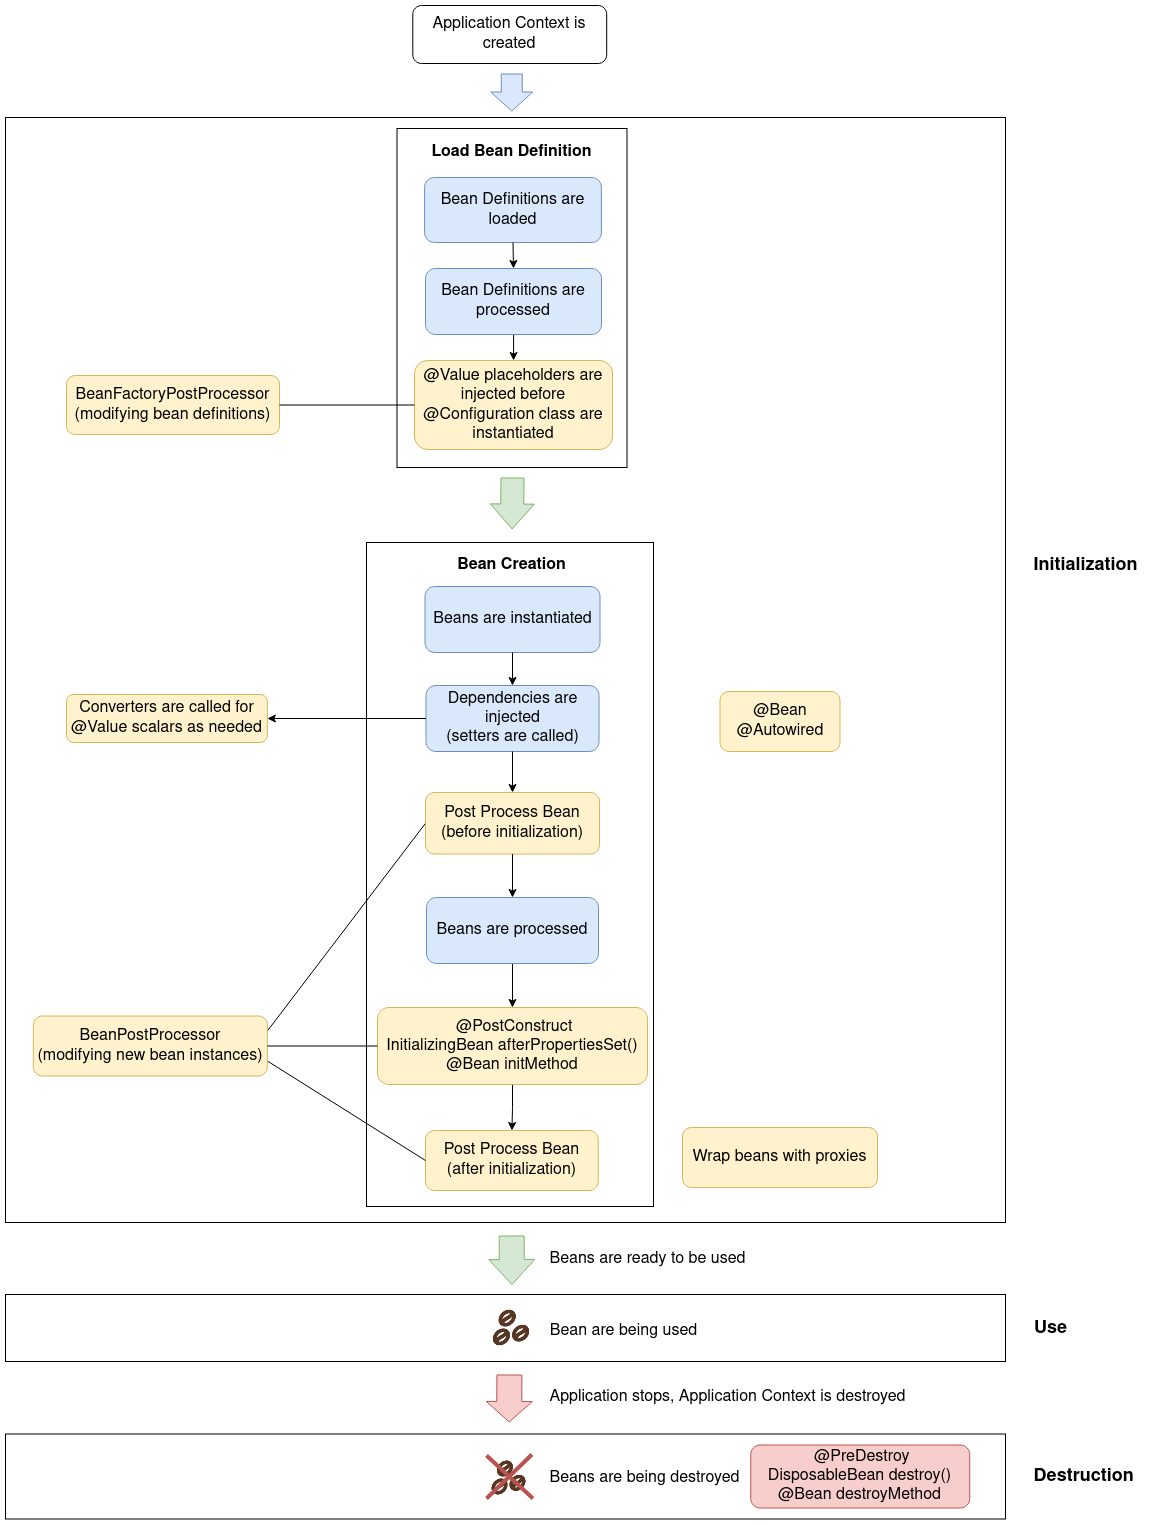 Application Context is
created
Load Bean Definition
Bean Definitions are
loaded
Bean Definitions are
processed
@Value placeholders are
injected before
@Configuration class are
instantiated
BeanFactoryPostProcessor
(modifying bean definitions)
Initialization
Bean Creation
Beans are instantiated
Dependencies are
injected
(setters are called)
Converters are called for
@Value scalars as needed
@Bean
@Autowired
Post Process Bean
(before initialization)
Beans are processed
BeanPostProcessor
(modifying new bean instances)
@PostConstruct
InitializingBean afterPropertiesSet()
@Bean initMethod
Post Process Bean
(after initialization)
Wrap beans with proxies
Beans are ready to be used
Bean are being used
Use
Application stops, Application Context is destroyed
Beans are being destroyed
@PreDestroy
DisposableBean destroy()
@Bean destroyMethod
Destruction